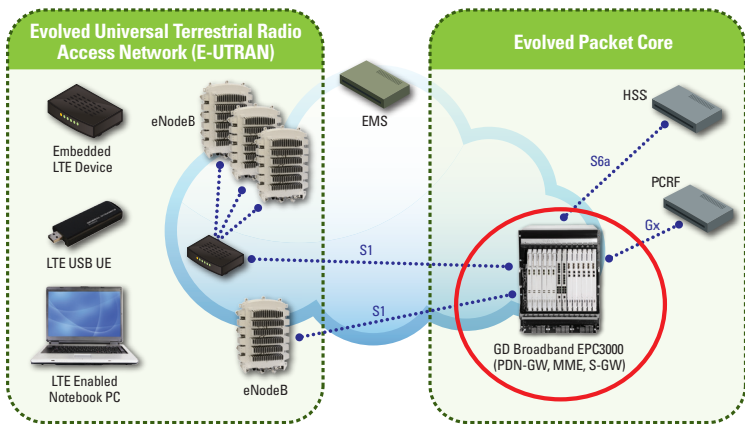 Evolved Universal Terrestrial Radio
Access Network (E-UTRAN)
Evolved Packet Core
Embedded
LTE Device
eNodeB
EMS
HSS
S6a
PCRF
Gx
LTE USB UE
S1
S1
GD Broadband EPC3000
(PDN-GW, MME, S-GW)
LTE Enabled
Notebook PC
eNodeB